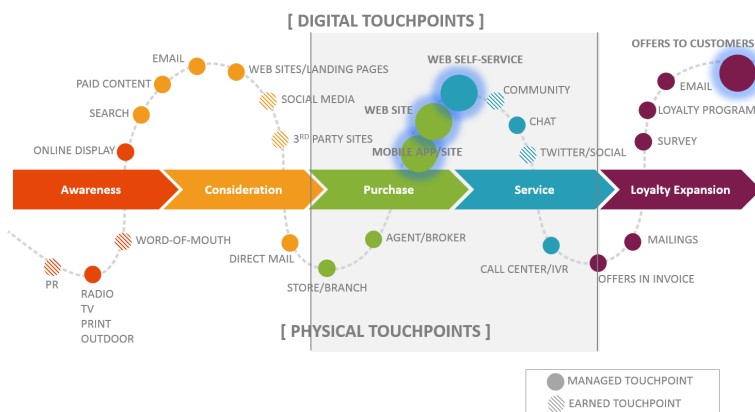 [ DIGITAL TOUCHPOINTS ]
OFFERS TO CUSTOMERS
EMAIL
WEB SELF-SERVICE
WEB SITES/LANDING PAGES
PAID CONTENT
EMAIL
COMMUNITY
SOCIAL MEDIA
SEARCH
WEB SITE
LOYALTY PROGRAM
CHAT
3RD PARTY SITES
SURVEY
ONLINE DISPLAY
MOBILE APP/SITE
TWITTER/SOCIAL
Awareness
Consideration
Purchase
Service
Loyalty Expansion
WORD-OF-MOUTH
AGENT/BROKER
MAILINGS
DIRECT MAIL
CALL CENTER/IVR
OFFERS IN INVOICE
PR
STORE/BRANCH
RADIO
TV
PRINT
OUTDOOR
[ PHYSICAL TOUCHPOINTS ]
MANAGED TOUCHPOINT
EARNED TOUCHPOINT